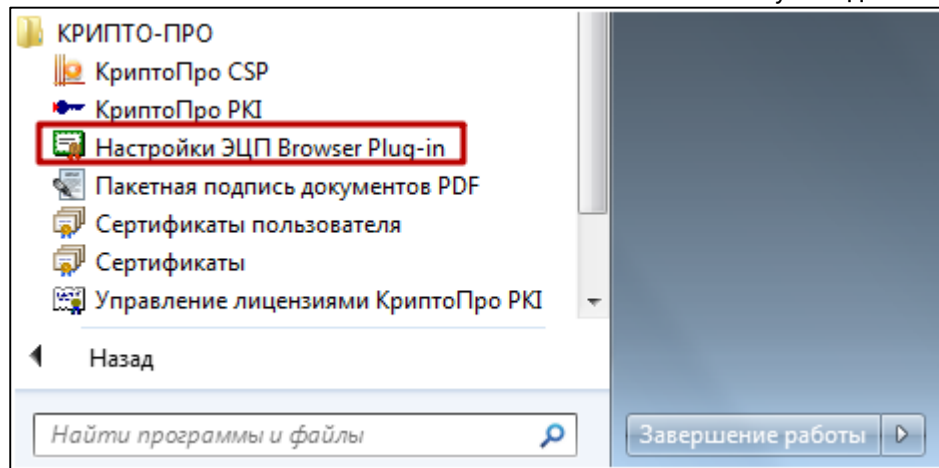 КРИПТО-ПРО
КриптоПро CSP
КриптоПро PKI
Настройки ЭЦП Browser Plug-in
Пакетная подпись документов PDF
Сертификаты пользователя
Сертификаты
Управление лицензиями КриптоПро PKI
Назад
Найти программы и файлы
Завершение работы